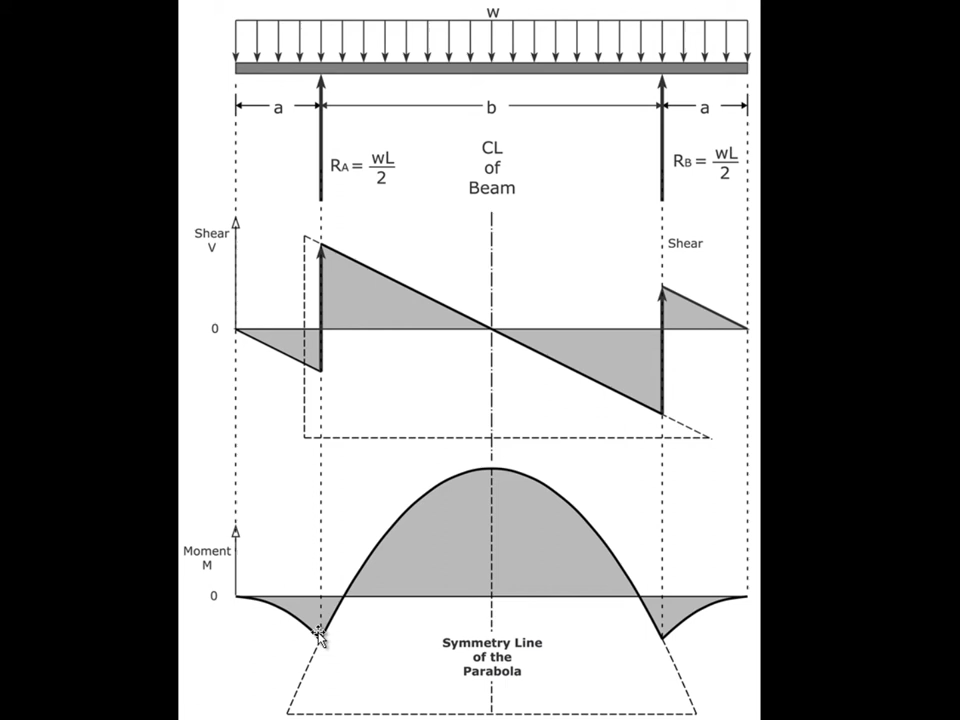 w
a
b
a
RA = wL
2
CL
of
Beam
RB = wL
2
Shear
V
Shear
0
Moment
M
0
Symmetry Line
of the
Parabola